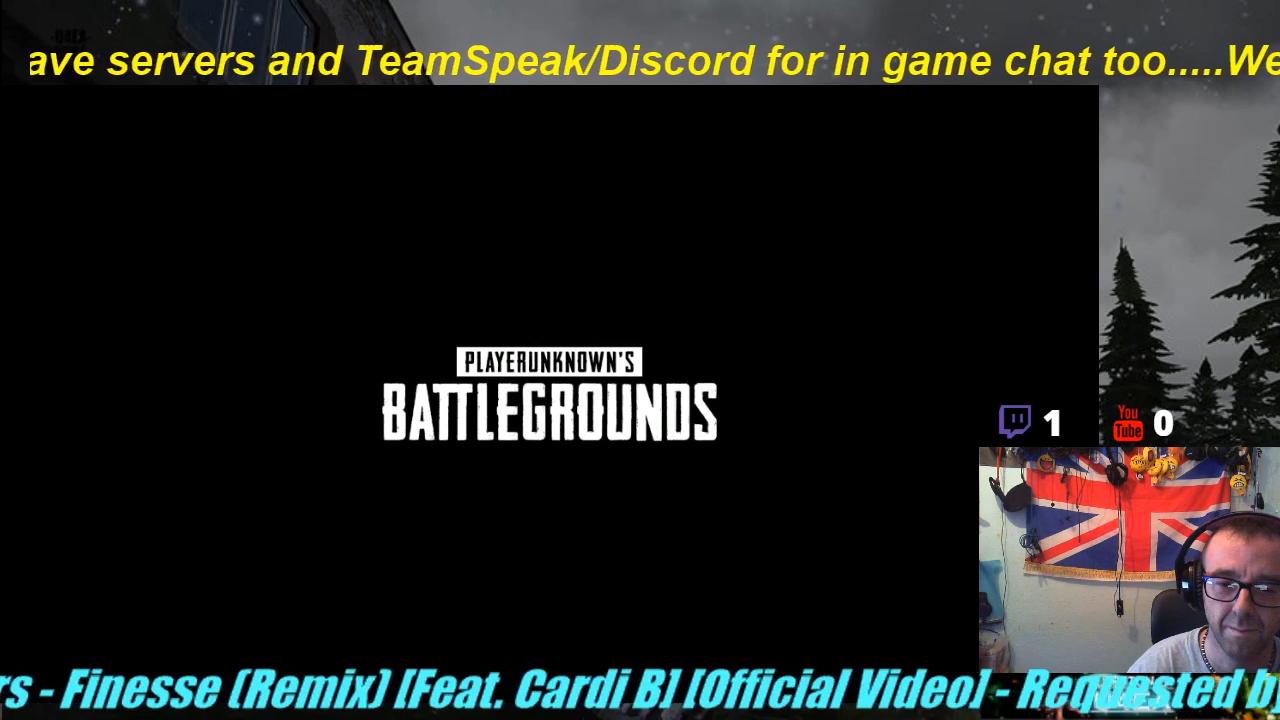 ave servers and TeamSpeak/Discord for in game chat too.....We
PLAYERUNKNOWN'S
BATTLEGROUNDS
1
You
Tube
0
rs - Finesse (Remix) [Feat. Cardi B] [Official Video] - Requested by